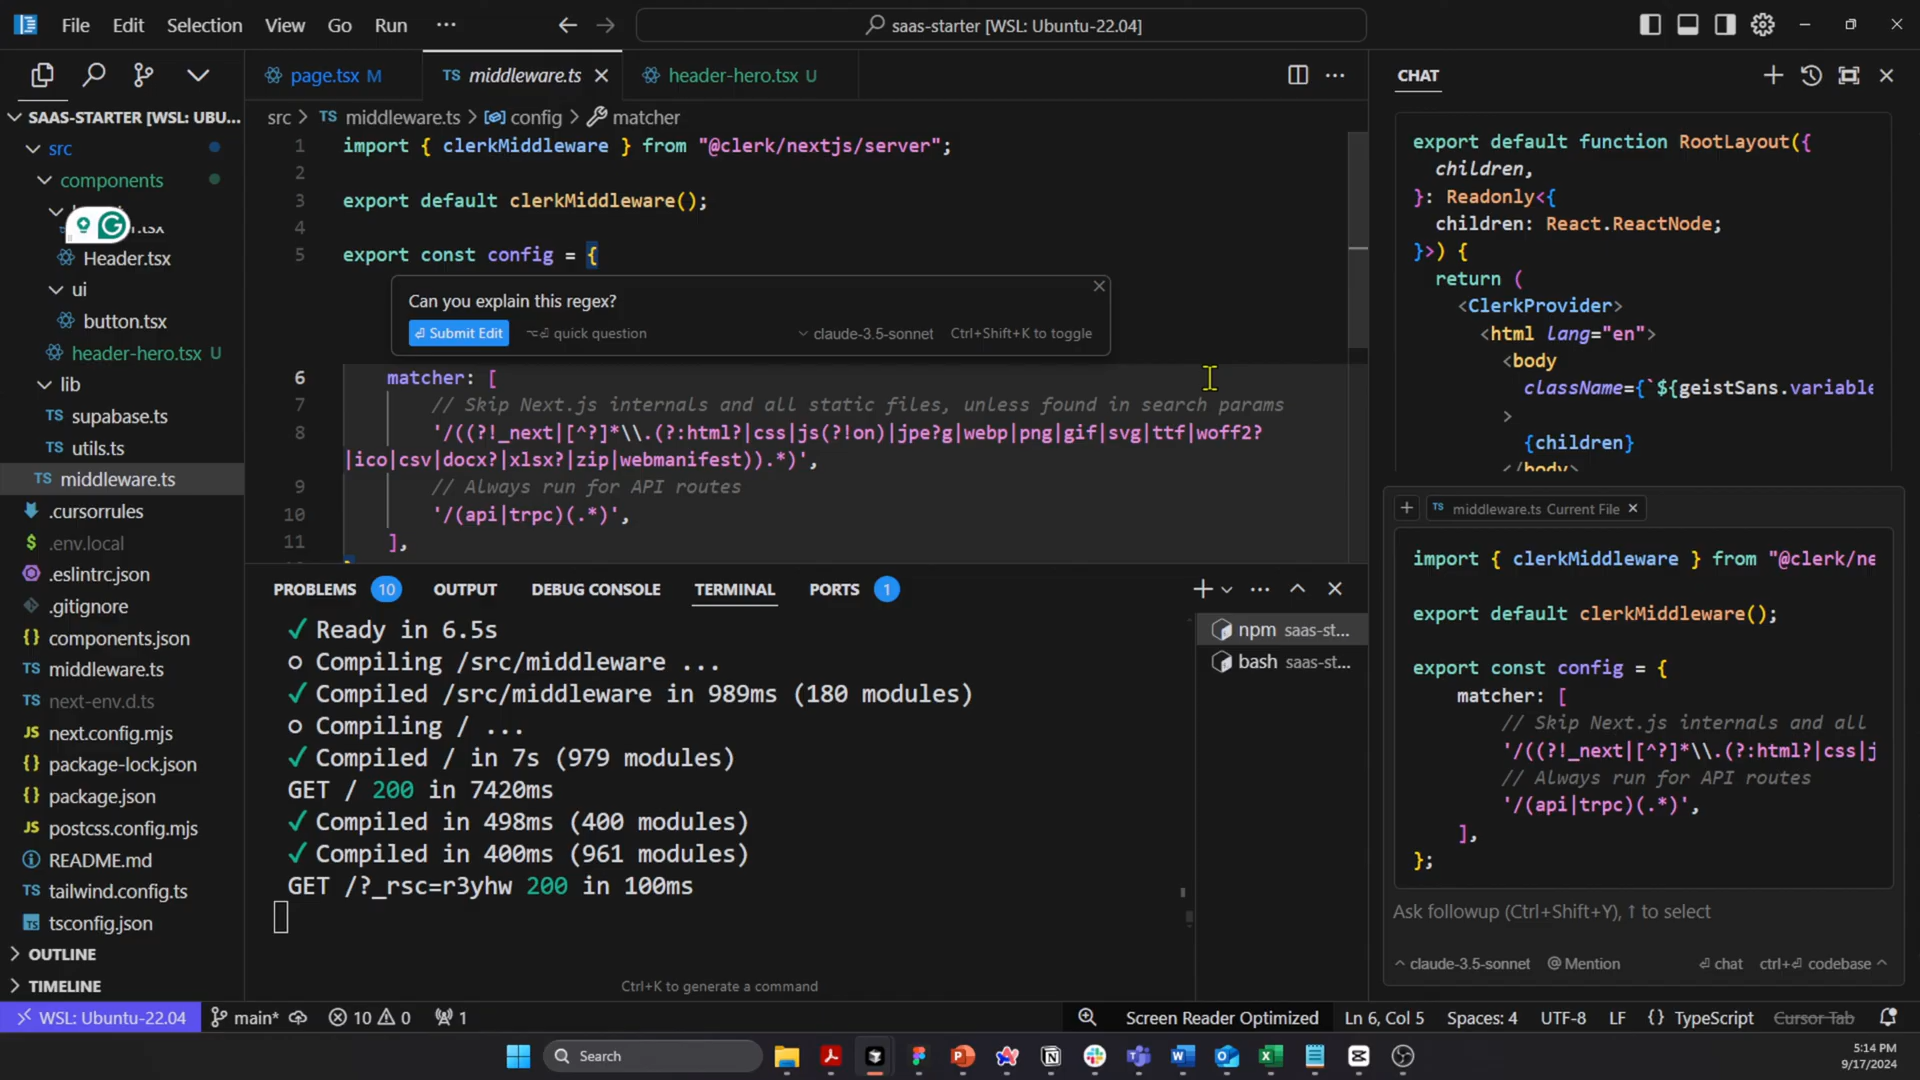 File Edit Selection View Go Run ···
saas-starter [WSL: Ubuntu-22.04]
SAAS-STARTER [WSL: UBU...
src
components
Header.tsx
ui
button.tsx
header-hero.tsx U
lib
supabase.ts
utils.ts
middleware.ts
.cursorrules
.env.local
.eslintrc.json
.gitignore
components.json
middleware.ts
next-env.d.ts
next.config.mjs
package-lock.json
package.json
postcss.config.mjs
README.md
tailwind.config.ts
tsconfig.json
OUTLINE
TIMELINE
page.tsx M
TS middleware.ts
header-hero.tsx U
src > TS middleware.ts > config > matcher
1 import { clerkMiddleware } from "@clerk/nextjs/server";
2
3 export default clerkMiddleware();
4
5 export const config = {
Can you explain this regex?
Submit Edit quick question claude-3.5-sonnet Ctrl+Shift+K to toggle
6 matcher: [
7 // Skip Next.js internals and all static files, unless found in search params
8 '/((?!_next|[^?]*\\.(?:html?|css|js(?!on)|jpe?g|webp|png|gif|svg|ttf|woff2?
|ico|csv|docx?|xlsx?|zip|webmanifest)).*)',
9 // Always run for API routes
10 '/(api|trpc)(.*)',
11 ],
PROBLEMS 10 OUTPUT DEBUG CONSOLE TERMINAL PORTS 1
✓ Ready in 6.5s
○ Compiling /src/middleware ...
✓ Compiled /src/middleware in 989ms (180 modules)
○ Compiling / ...
✓ Compiled / in 7s (979 modules)
GET / 200 in 7420ms
✓ Compiled in 498ms (400 modules)
✓ Compiled in 400ms (961 modules)
GET /?_rsc=r3yhw 200 in 100ms
Ctrl+K to generate a command
npm saas-st...
bash saas-st...
CHAT
export default function RootLayout({
children,
}: Readonly<{
children: React.ReactNode;
}>) {
return (
<ClerkProvider>
<html lang="en">
<body
className={`${geistSans.variable
>
{children}
</body>
TS middleware.ts Current File
import { clerkMiddleware } from "@clerk/ne
export default clerkMiddleware();
export const config = {
matcher: [
// Skip Next.js internals and all
'/((?!_next|[^?]*\\.(?:html?|css|j
// Always run for API routes
'/(api|trpc)(.*)',
],
};
Ask followup (Ctrl+Shift+Y), ↑ to select
claude-3.5-sonnet @ Mention chat ctrl+⏎ codebase
WSL: Ubuntu-22.04 main* 10 0 1 Screen Reader Optimized Ln 6, Col 5 Spaces: 4 UTF-8 LF {} TypeScript Cursor Tab
Search
5:14 PM
9/17/2024